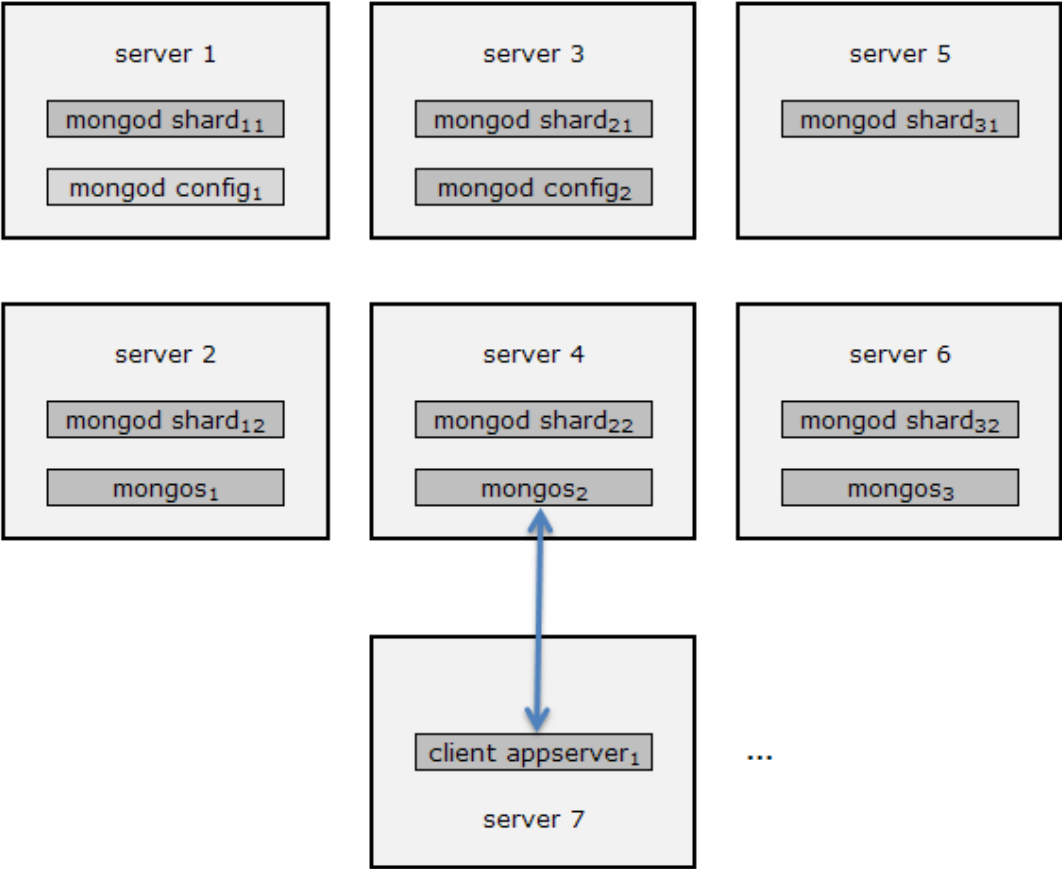 server 1
mongod shard₁₁
mongod config₁
server 3
mongod shard₂₁
mongod config₂
server 5
mongod shard₃₁
server 2
mongod shard₁₂
mongos₁
server 4
mongod shard₂₂
mongos₂
server 6
mongod shard₃₂
mongos₃
client appserver₁
server 7
...